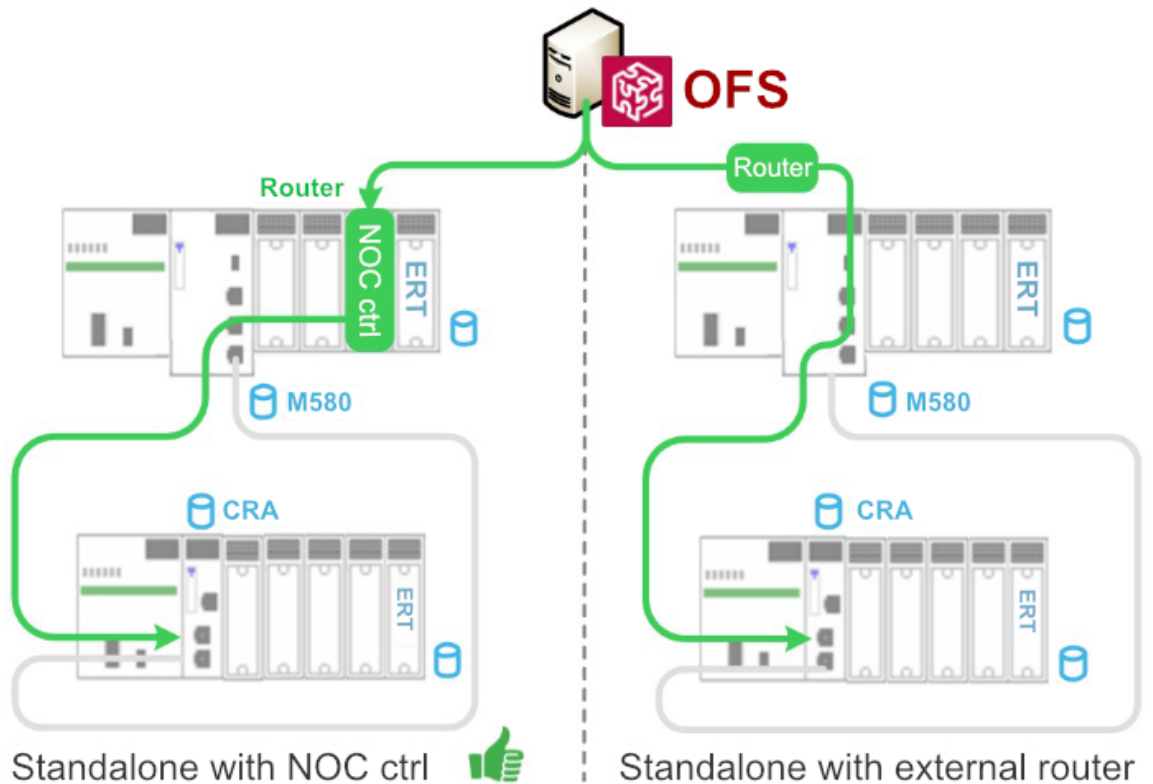 OFS
Router
Router
NOC ctrl
ERT
ERT
M580
M580
CRA
CRA
ERT
ERT
Standalone with NOC ctrl
Standalone with external router